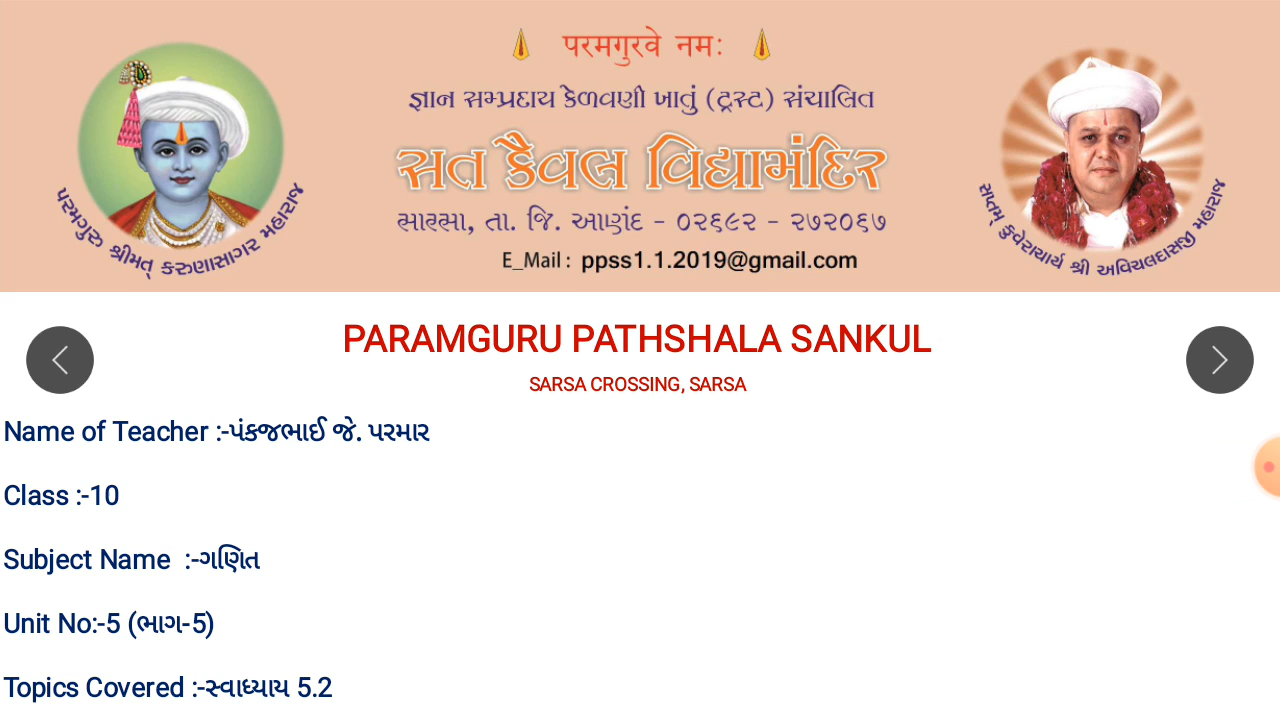 परमगुरवे नमः
જ્ઞાન સમ્પ્રદાય કેળવણી ખાતું (ટ્રસ્ટ) સંચાલિત
સત કૈવલ વિદ્યામંદિર
સારસા, તા. જિ. આણંદ - ૦૨૬૯૨ - ૨૭૨૦૬૭
E_Mail : ppss1.1.2019@gmail.com
પરમગુરુ શ્રીમત્ કરુણાસાગર મહારાજ
સપ્તમ્ કુવેરાચાર્ય શ્રી અવિચલદાસજી મહારાજ
PARAMGURU PATHSHALA SANKUL
SARSA CROSSING, SARSA
Name of Teacher :-પંકજભાઈ જે. પરમાર
Class :-10
Subject Name :-ગણિત
Unit No:-5 (ભાગ-5)
Topics Covered :-સ્વાધ્યાય 5.2